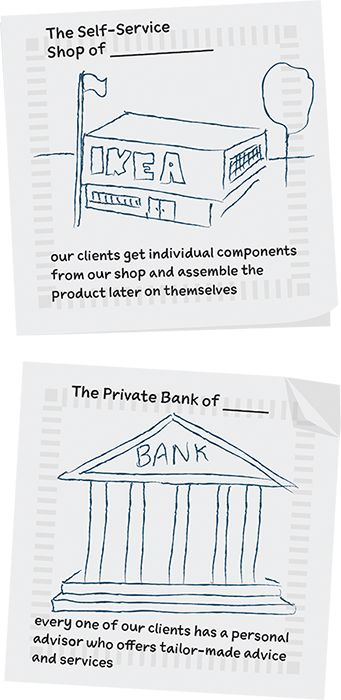 The Self-Service
Shop of ___________
IKEA
our clients get individual components
from our shop and assemble the
product later on themselves
The Private Bank of _____
BANK
every one of our clients has a personal
advisor who offers tailor-made advice
and services